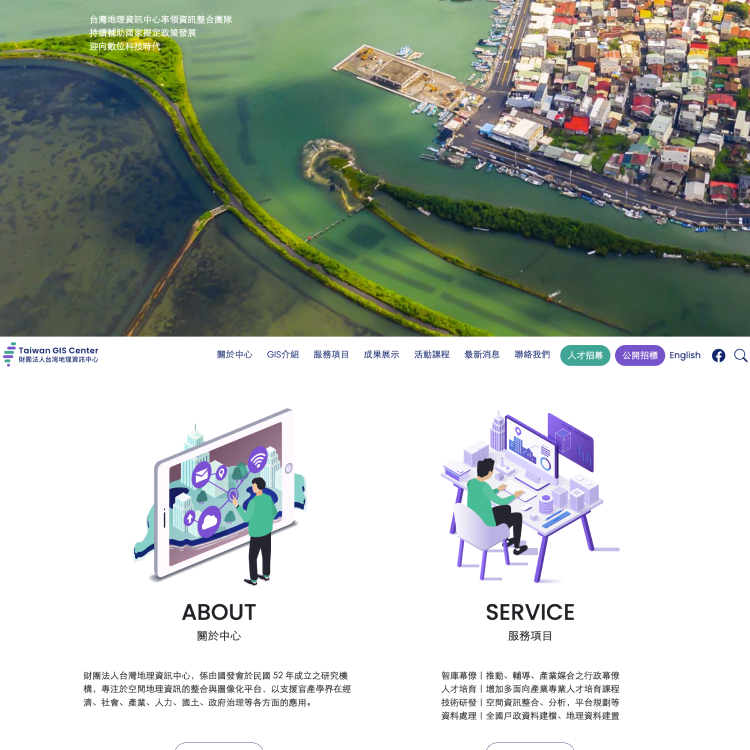 台灣地理資訊中心率領資訊整合團隊
持續輔助國家擬定政策發展
迎向數位科技時代
Taiwan GIS Center
財團法人台灣地理資訊中心
關於中心 GIS介紹 服務項目 成果展示 活動課程 最新消息 聯絡我們 人才招募 公開招標 English
ABOUT
關於中心
財團法人台灣地理資訊中心，係由國發會於民國 52 年成立之研究機
構，專注於空間地理資訊的整合與圖像化平台，以支援官產學界在經
濟、社會、產業、人力、國土、政府治理等各方面的應用。
SERVICE
服務項目
智庫幕僚｜推動、輔導、產業媒合之行政幕僚
人才培育｜增加多面向產業專業人才培育課程
技術研發｜空間資訊整合、分析，平台規劃等
資料處理｜全國戶政資料建檔、地理資料建置